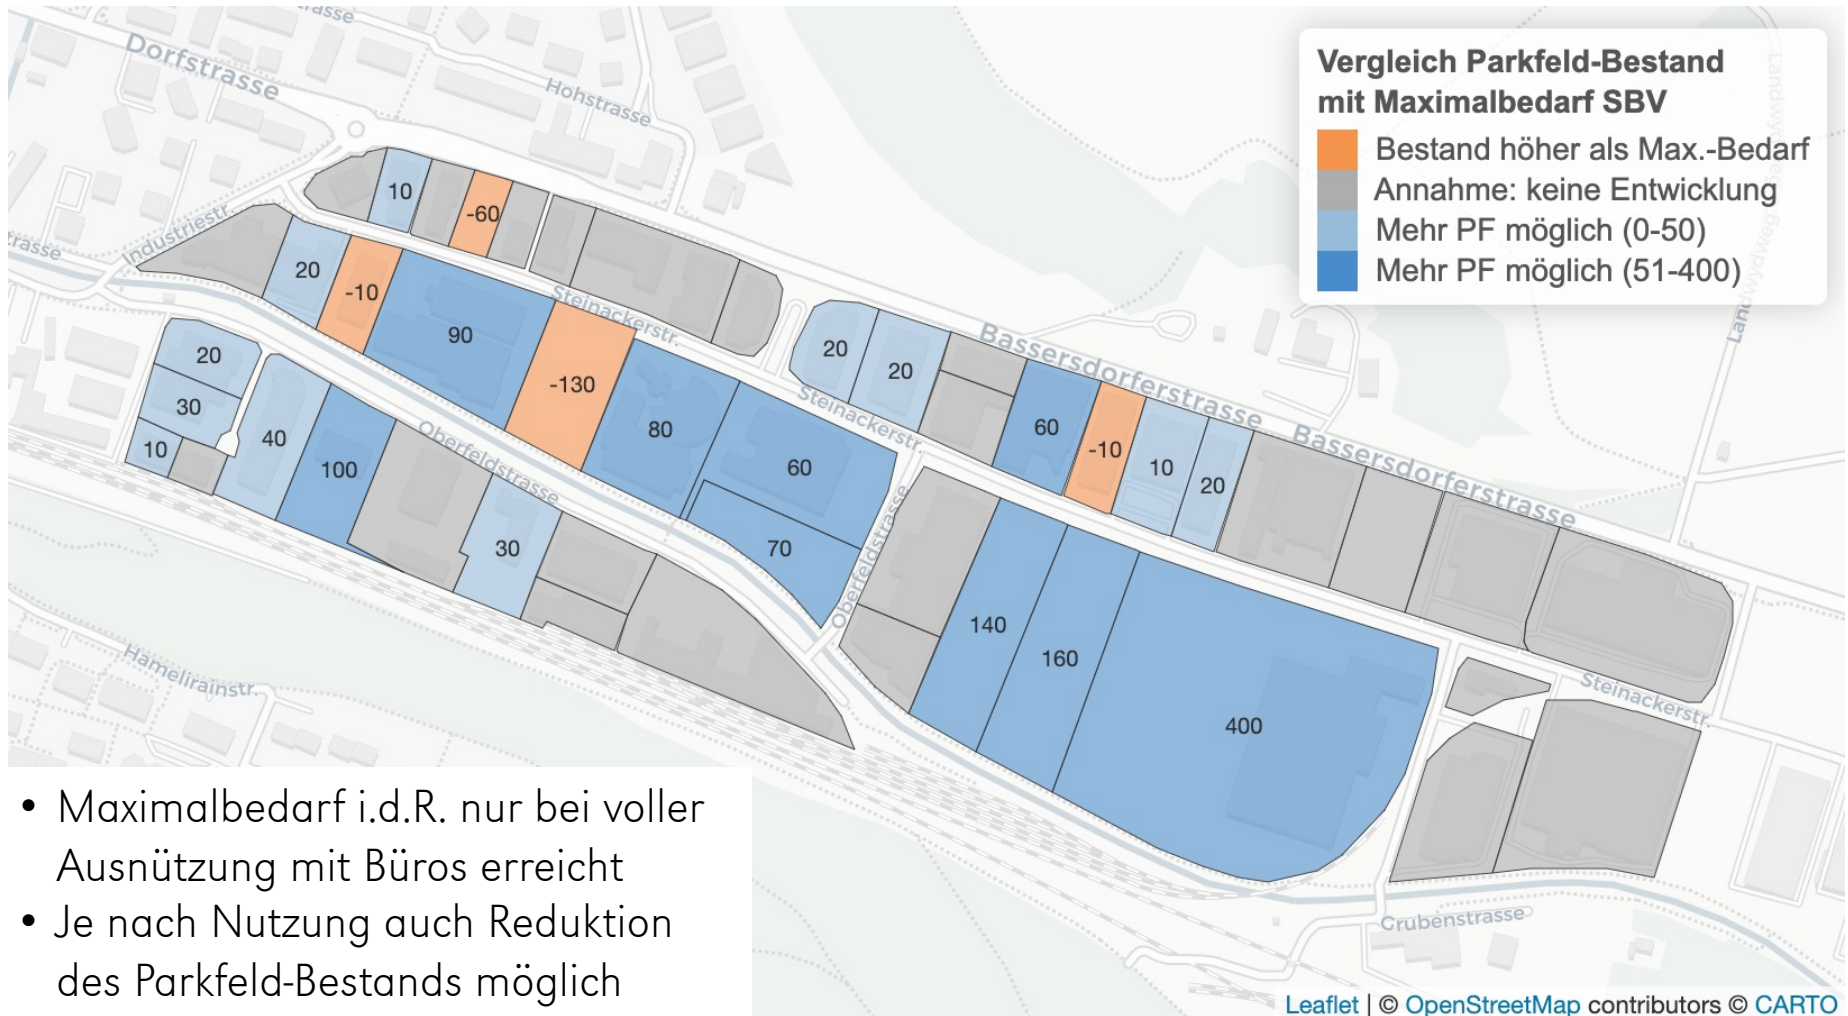 Dorfstrasse
Hohstrasse
Industriestr.
Vergleich Parkfeld-Bestand
mit Maximalbedarf SBV
Bestand höher als Max.-Bedarf
Annahme: keine Entwicklung
Mehr PF möglich (0-50)
Mehr PF möglich (51-400)
Landwydweg
10
-60
20
-10
90
Steinackerstr.
-130
80
60
70
20
30
10
40
100
Oberfeldstrasse
30
20
20
Bassersdorferstrasse
Steinackerstr.
60
-10
10
20
Bassersdorferstrasse
Oberfeldstrasse
140
160
400
Steinackerstr.
Hamelirainstr.
Grubenstrasse
• Maximalbedarf i.d.R. nur bei voller
Ausnützung mit Büros erreicht
• Je nach Nutzung auch Reduktion
des Parkfeld-Bestands möglich
Leaflet | © OpenStreetMap contributors © CARTO